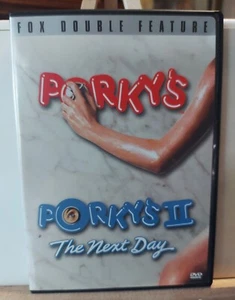 FOX DOUBLE FEATURE
PORKY'S
PORKY'S II
The Next Day
DVD